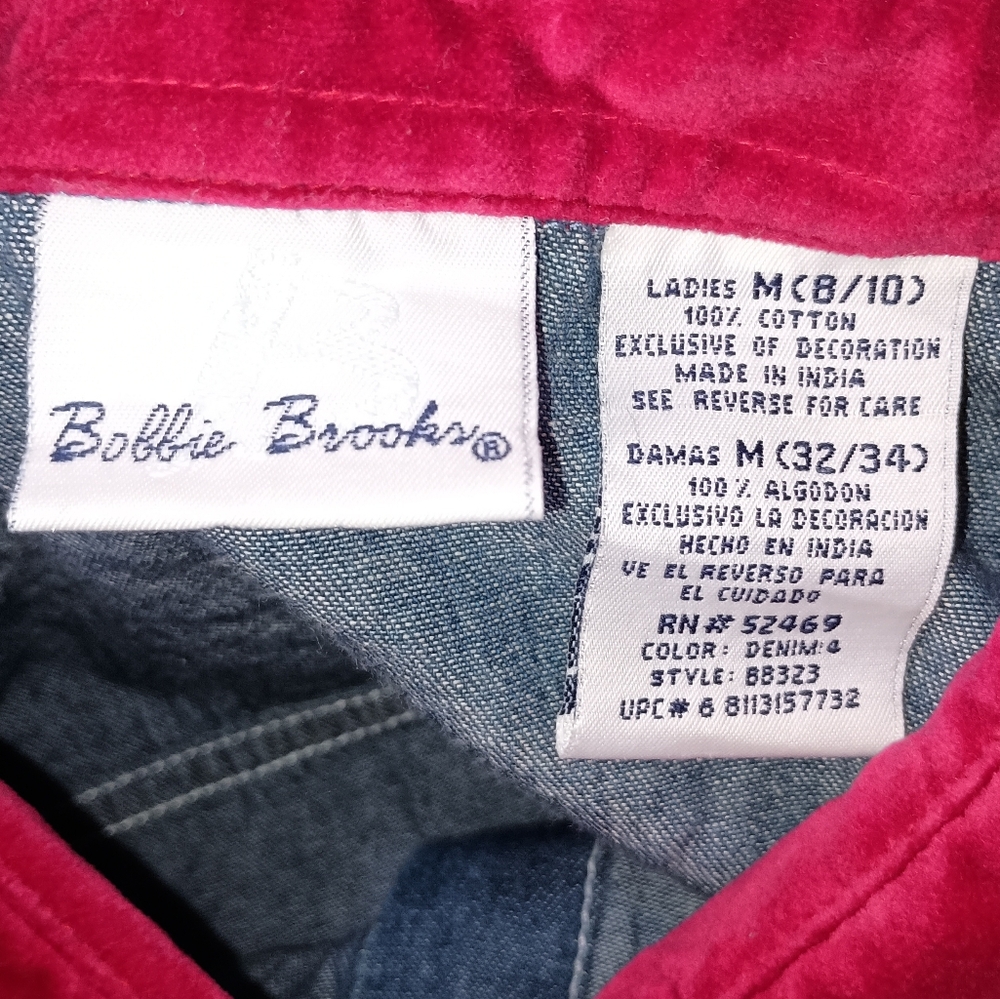 Bobbie Brooks®
LADIES M (8/10)
100% COTTON
EXCLUSIVE OF DECORATION
MADE IN INDIA
SEE REVERSE FOR CARE
DAMAS M (32/34)
100% ALGODON
EXCLUSIVO LA DECORACION
HECHO EN INDIA
VE EL REVERSO PARA
EL CUIDADO
RN# 52469
COLOR: DENIM:4
STYLE: BB323
UPC# 6 8113157732